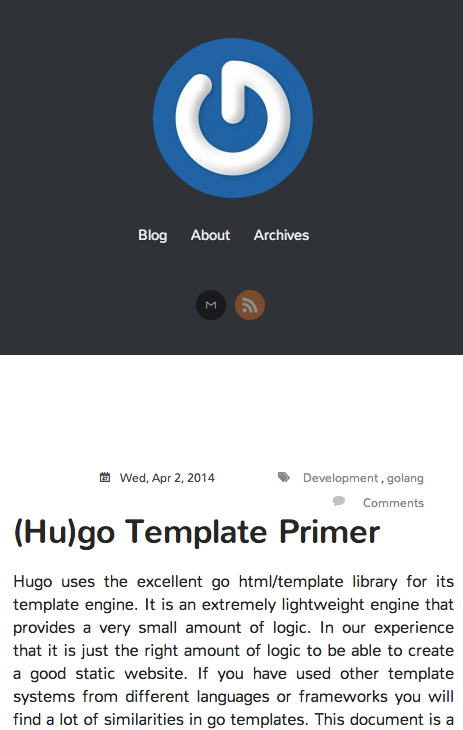 Blog About Archives
Wed, Apr 2, 2014 Development , golang
Comments
(Hu)go Template Primer
Hugo uses the excellent go html/template library for its
template engine. It is an extremely lightweight engine that
provides a very small amount of logic. In our experience
that it is just the right amount of logic to be able to create
a good static website. If you have used other template
systems from different languages or frameworks you will
find a lot of similarities in go templates. This document is a